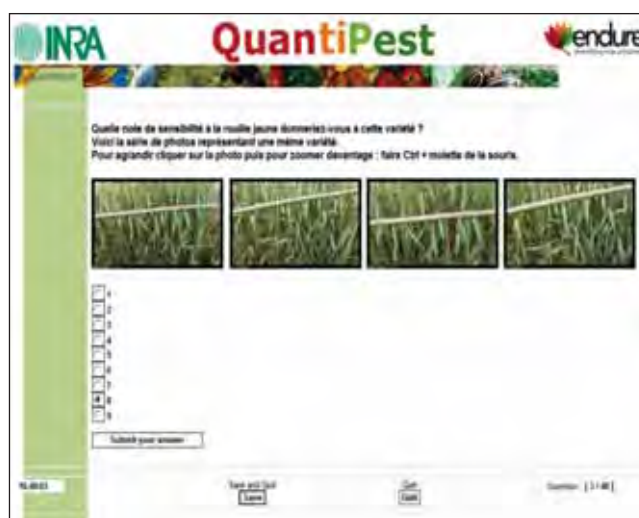 INRA QuantiPest endure
Quelle note de sensibilité à la rouille jaune donneriez-vous à cette variété ?
Voici la série de photos représentant une même variété.
Pour agrandir cliquer sur la photo puis pour zoomer davantage : faire Ctrl + molette de la souris.
1
2
3
4
5
6
7
8
9
Submit your answer
Save and Quit
Quit
Question